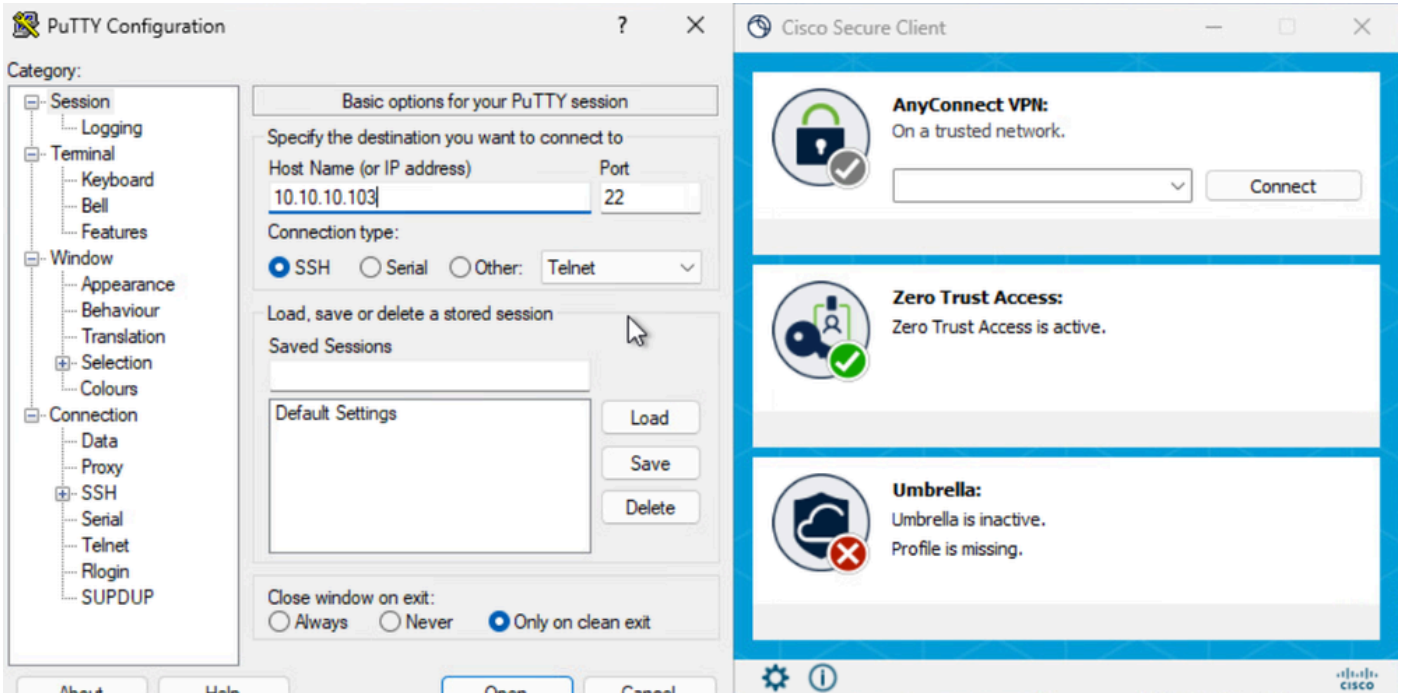 PuTTY Configuration
?
Category:
Session
Logging
Terminal
Keyboard
Bell
Features
Window
Appearance
Behaviour
Translation
Selection
Colours
Connection
Data
Proxy
SSH
Serial
Telnet
Rlogin
SUPDUP
Basic options for your PuTTY session
Specify the destination you want to connect to
Host Name (or IP address) Port
10.10.10.103 22
Connection type:
SSH Serial Other: Telnet
Load, save or delete a stored session
Saved Sessions
Default Settings
Load
Save
Delete
Close window on exit:
Always Never Only on clean exit
About Help Open Cancel
Cisco Secure Client
AnyConnect VPN:
On a trusted network.
Connect
Zero Trust Access:
Zero Trust Access is active.
Umbrella:
Umbrella is inactive.
Profile is missing.
CISCO